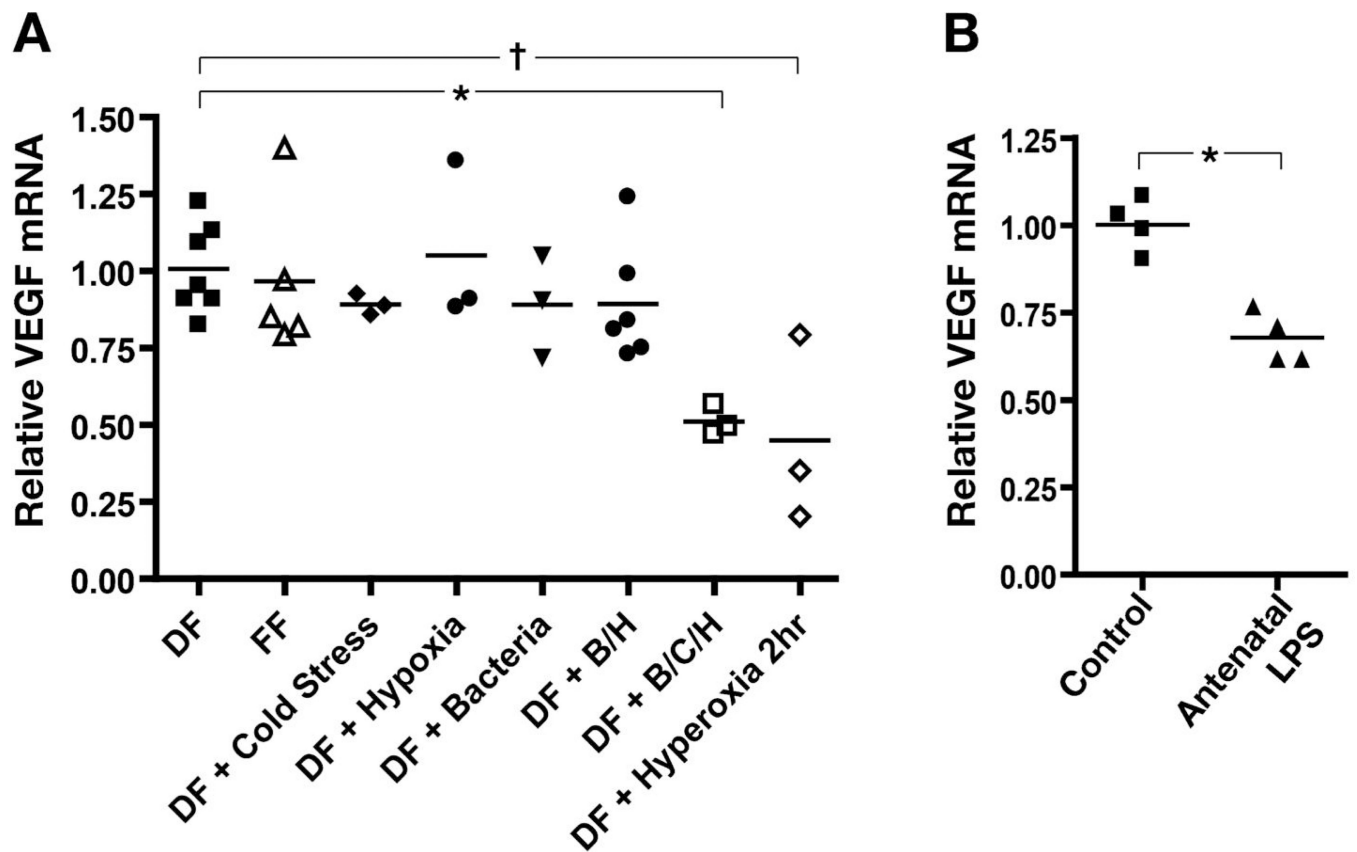 A
†
*
Relative VEGF mRNA
1.50
1.25
1.00
0.75
0.50
0.25
0.00
DF
FF
DF + Cold Stress
DF + Hypoxia
DF + Bacteria
DF + B/H
DF + B/C/H
DF + Hyperoxia 2hr
B
*
Relative VEGF mRNA
1.25
1.00
0.75
0.50
0.25
0.00
Control
Antenatal
LPS